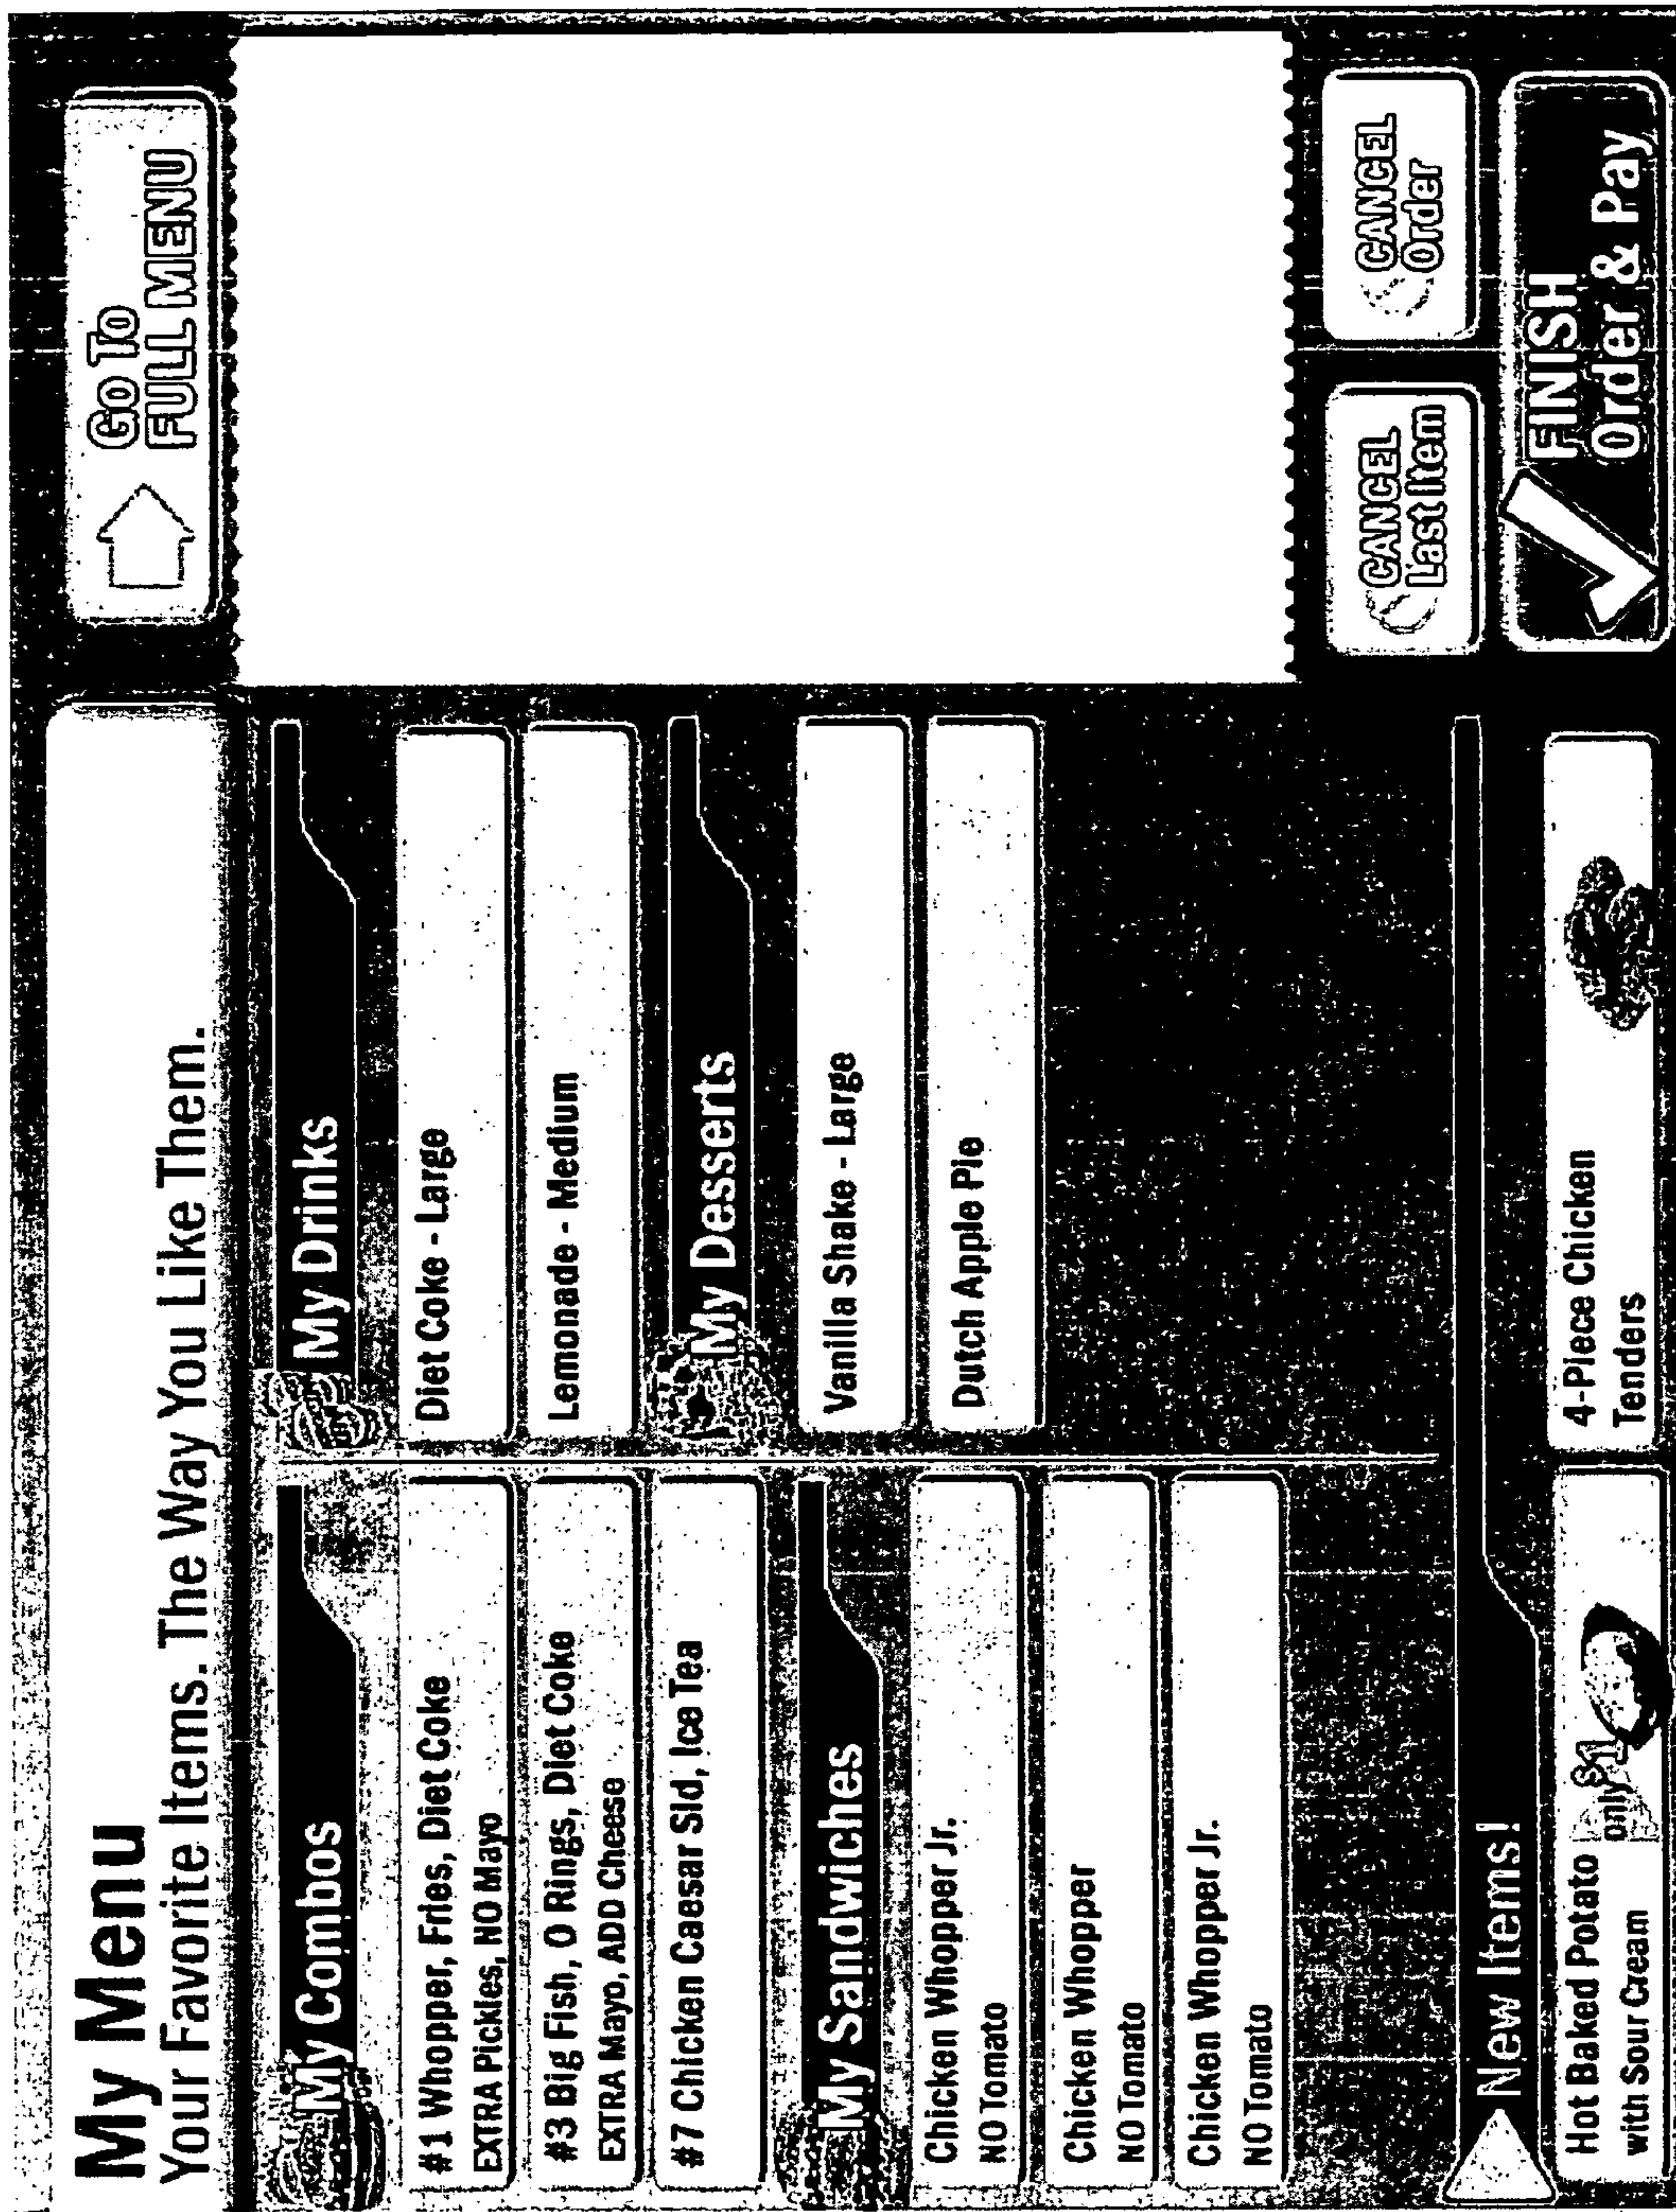 My Menu
Your Favorite Items. The Way You Like Them.
Go To
FULL MENU
My Combos
#1 Whopper, Fries, Diet Coke
EXTRA Pickles, NO Mayo
#3 Big Fish, O Rings, Diet Coke
EXTRA Mayo, ADD Cheese
#7 Chicken Caesar Sld, Ice Tea
My Sandwiches
Chicken Whopper Jr.
NO Tomato
Chicken Whopper
NO Tomato
Chicken Whopper Jr.
NO Tomato
My Drinks
Diet Coke - Large
Lemonade - Medium
My Desserts
Vanilla Shake - Large
Dutch Apple Pie
New Items!
Hot Baked Potato
with Sour Cream
only $1
4-Piece Chicken
Tenders
CANCEL
Last Item
CANCEL
Order
FINISH
Order & Pay